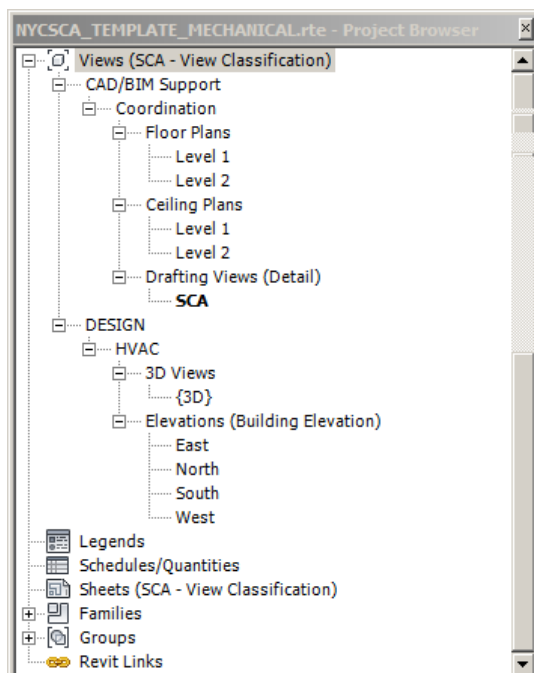 NYCSCA_TEMPLATE_MECHANICAL.rte - Project Browser
Views (SCA - View Classification)
CAD/BIM Support
Coordination
Floor Plans
Level 1
Level 2
Ceiling Plans
Level 1
Level 2
Drafting Views (Detail)
SCA
DESIGN
HVAC
3D Views
{3D}
Elevations (Building Elevation)
East
North
South
West
Legends
Schedules/Quantities
Sheets (SCA - View Classification)
Families
Groups
Revit Links